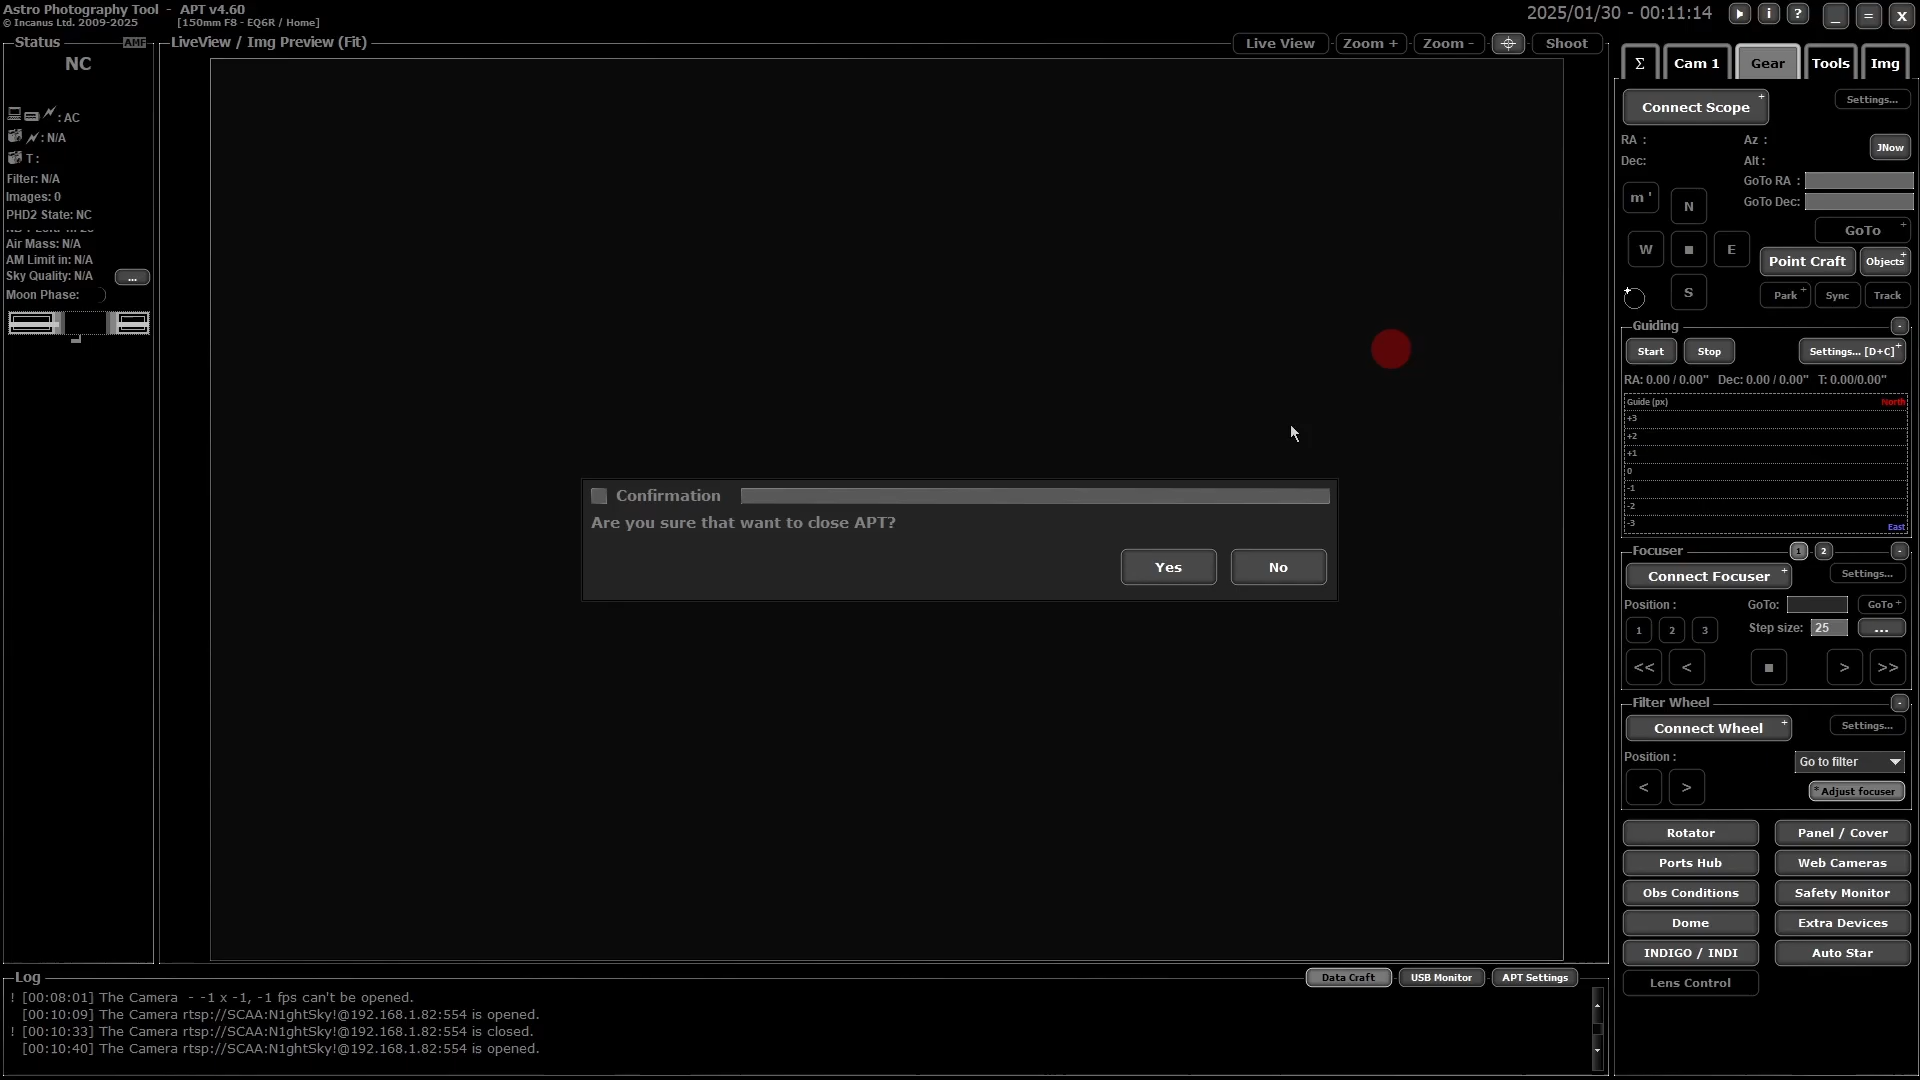 Astro Photography Tool - APT v4.60
© Incanus Ltd. 2009-2025 [150mm F8 - EQ6R / Home]
2025/01/30 - 00:11:14
i ? _ = X
Status AMF
NC
: AC
: N/A
T :
Filter: N/A
Images: 0
PHD2 State: NC
Air Mass: N/A
AM Limit in: N/A
Sky Quality: N/A ...
Moon Phase:
LiveView / Img Preview (Fit)
Live View Zoom + Zoom - Shoot
Confirmation
Are you sure that want to close APT?
Yes No
Σ Cam 1 Gear Tools Img
Connect Scope + Settings...
RA : Az :
Dec: Alt :
JNow
GoTo RA :
GoTo Dec:
m ' N
GoTo +
W ■ E
Point Craft Objects +
S
Park + Sync Track
Guiding -
Start Stop Settings... [D+C] +
RA: 0.00 / 0.00" Dec: 0.00 / 0.00" T: 0.00/0.00"
Guide (px) North
+3
+2
+1
0
-1
-2
-3
East
Focuser 1 2 -
Connect Focuser + Settings...
Position : GoTo: GoTo +
1 2 3 Step size: 25 ...
<< < ■ > >>
Filter Wheel -
Connect Wheel + Settings...
Position : Go to filter
< > * Adjust focuser
Rotator Panel / Cover
Ports Hub Web Cameras
Obs Conditions Safety Monitor
Dome Extra Devices
INDIGO / INDI Auto Star
Lens Control
Log
Data Craft USB Monitor APT Settings
! [00:08:01] The Camera - -1 x -1, -1 fps can't be opened.
[00:10:09] The Camera rtsp://SCAA:N1ghtSky!@192.168.1.82:554 is opened.
! [00:10:33] The Camera rtsp://SCAA:N1ghtSky!@192.168.1.82:554 is closed.
[00:10:40] The Camera rtsp://SCAA:N1ghtSky!@192.168.1.82:554 is opened.